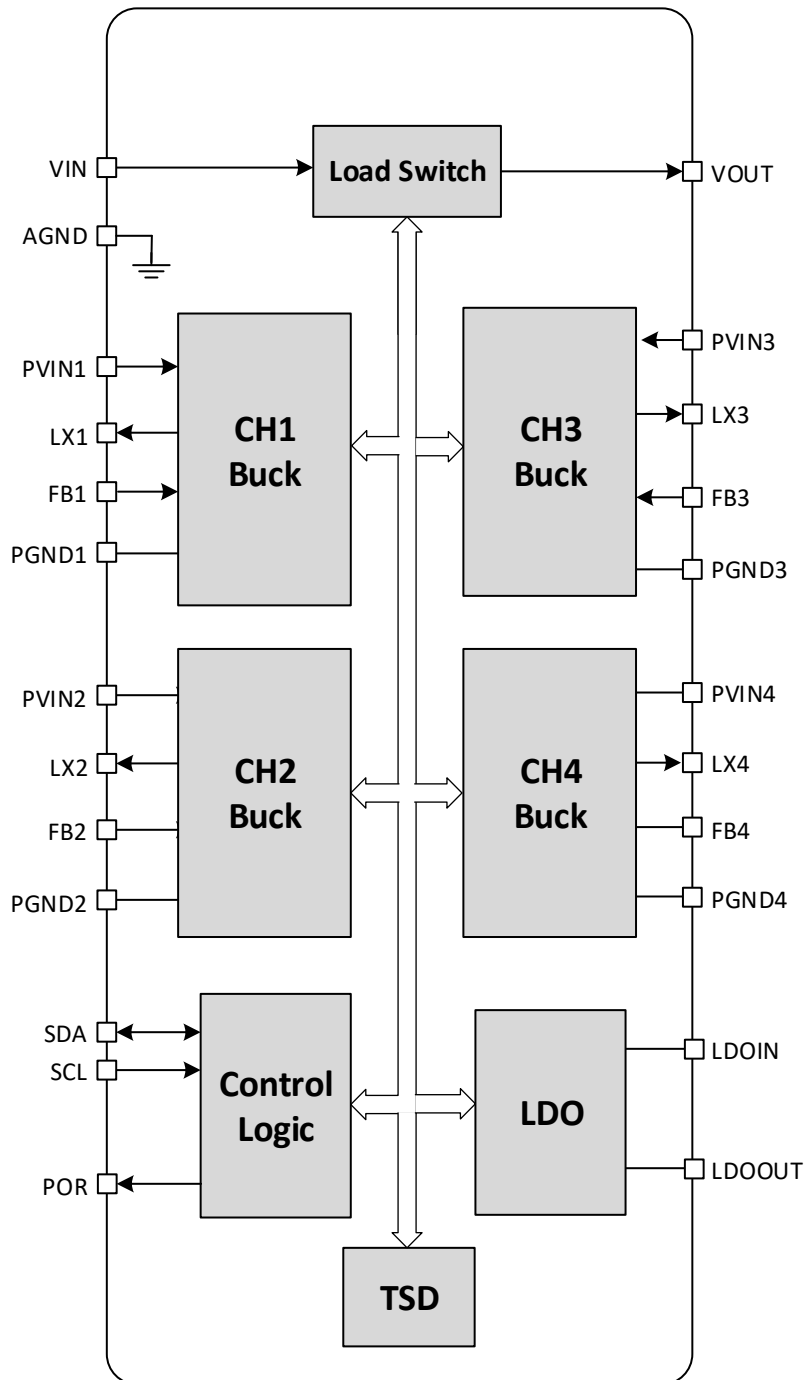 VIN
Load Switch
VOUT
AGND
PVIN1
LX1
FB1
PGND1
CH1
Buck
CH3
Buck
PVIN3
LX3
FB3
PGND3
PVIN2
LX2
FB2
PGND2
CH2
Buck
CH4
Buck
PVIN4
LX4
FB4
PGND4
SDA
SCL
POR
Control
Logic
LDO
LDOIN
LDOOUT
TSD